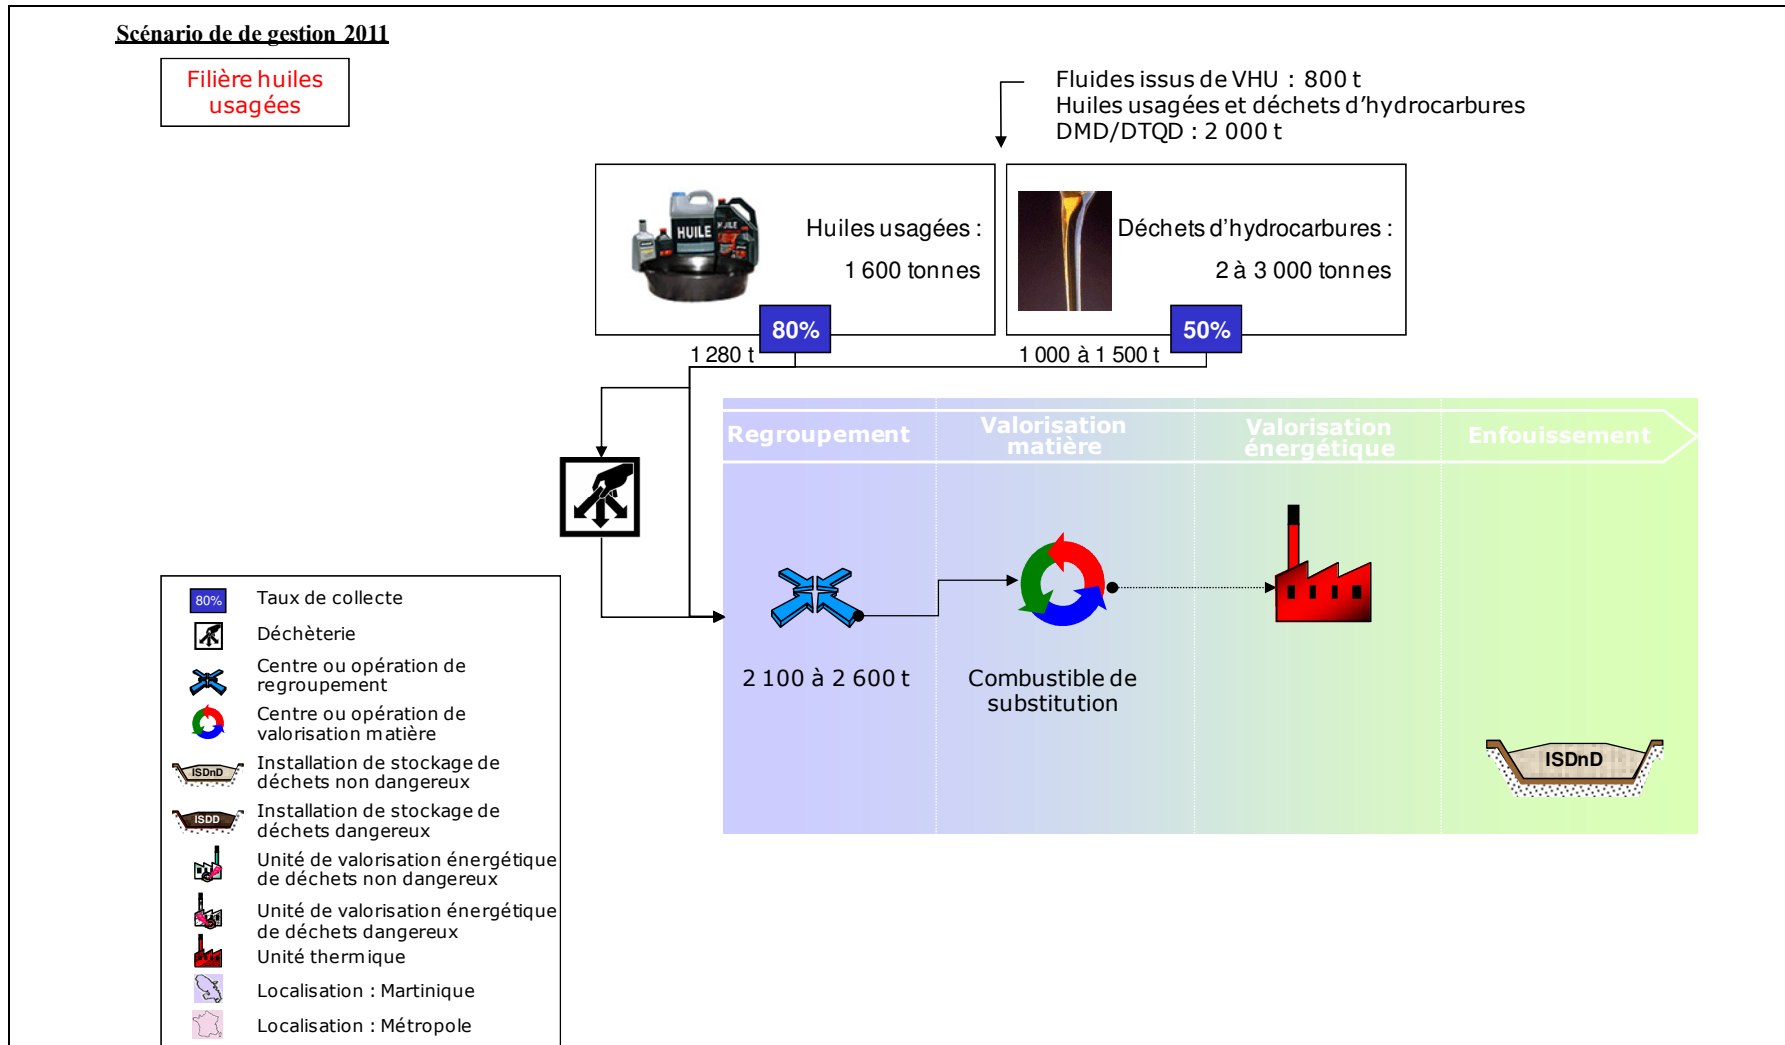 Scénario de de gestion 2011
Filière huiles
usagées
Fluides issus de VHU : 800 t
Huiles usagées et déchets d'hydrocarbures
DMD/DTQD : 2 000 t
HUILE
Huiles usagées :
1 600 tonnes
80%
Déchets d'hydrocarbures :
2 à 3 000 tonnes
50%
1 280 t
1 000 à 1 500 t
Regroupement
Valorisation
matière
Valorisation
énergétique
Enfouissement
2 100 à 2 600 t
Combustible de
substitution
ISDnD
80%
Taux de collecte
Déchèterie
Centre ou opération de
regroupement
Centre ou opération de
valorisation matière
ISDnD
Installation de stockage de
déchets non dangereux
ISDD
Installation de stockage de
déchets dangereux
Unité de valorisation énergétique
de déchets non dangereux
Unité de valorisation énergétique
de déchets dangereux
Unité thermique
Localisation : Martinique
Localisation : Métropole